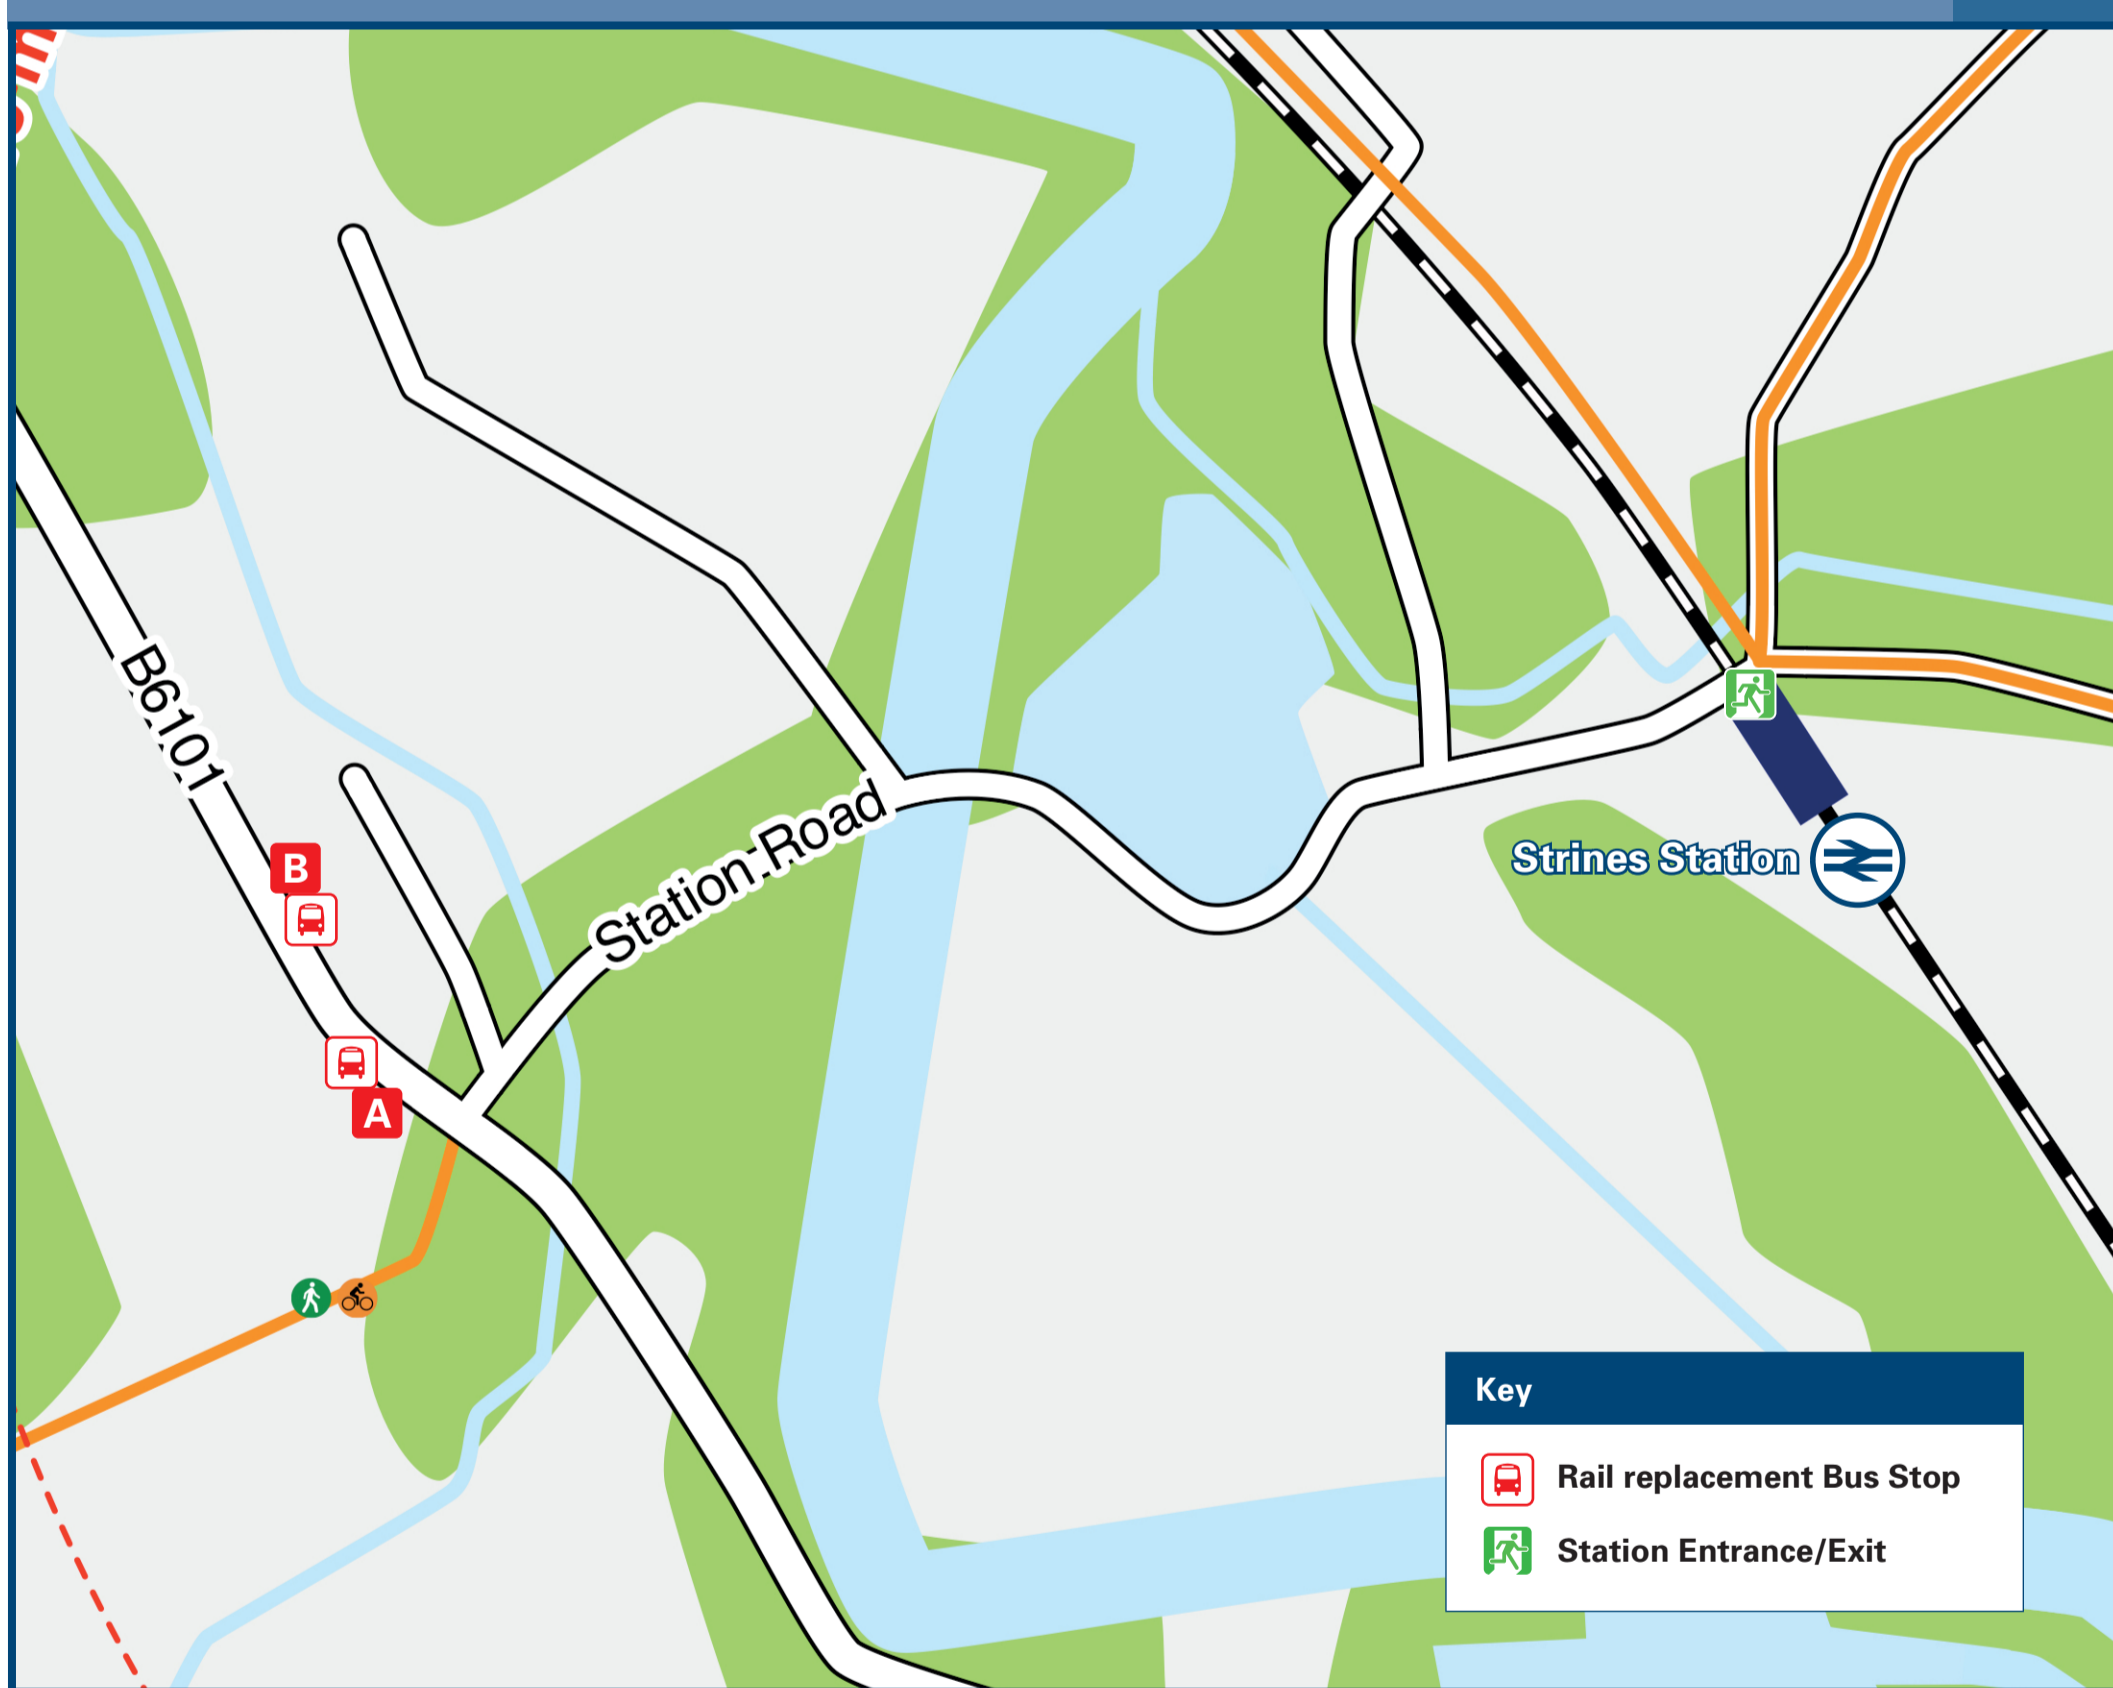 B6101
B
A
Station Road
Strines Station
Key
Rail replacement Bus Stop
Station Entrance/Exit